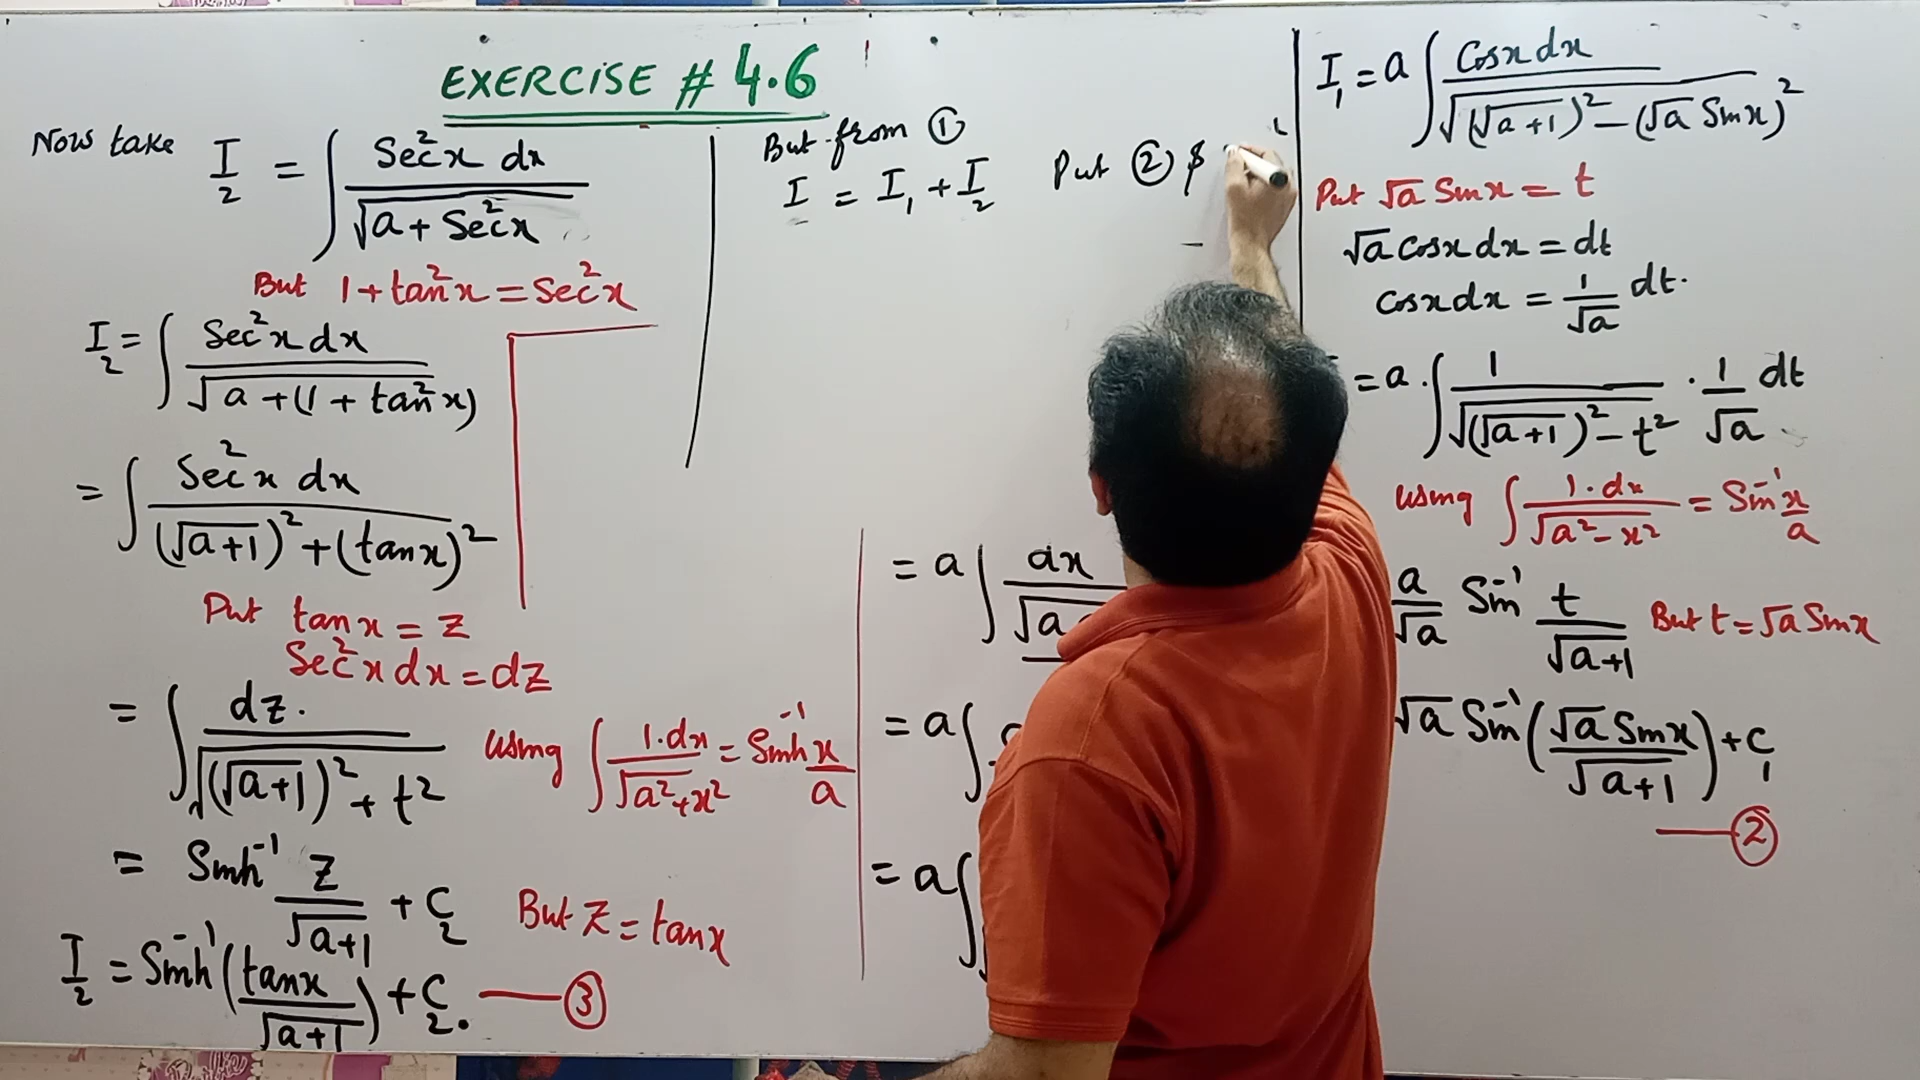 EXERCISE # 4.6
Now take I₂ = ∫ Sec²x dx / √(a + Sec²x)
But 1 + tan²x = Sec²x
I₂ = ∫ Sec²x dx / √(a + (1 + tan²x)
= ∫ Sec²x dx / (√(a+1))² + (tanx)²
Put tanx = z
Sec²x dx = dz
= ∫ dz. / √((√(a+1))² + t²)
using ∫ 1.dx / √(a²+x²) = Sinh⁻¹ x/a
= Sinh⁻¹ z/√(a+1) + C₂
But z = tanx
I₂ = Sinh⁻¹ (tanx/√(a+1)) + C₂. — ③
But from ①
I = I₁ + I₂
Put ② &
= a ∫ dx / √a
= a ∫
= a ∫
I₁ = a ∫ Cosx dx / √((√(a+1))² − (√a Sinx)²
Put √a Sinx = t
√a cosx dx = dt
cosx dx = 1/√a dt.
= a . ∫ 1 / √((√(a+1))² − t² . 1/√a dt
using ∫ 1.dx / √(a²−x²) = Sin⁻¹ x/a
a/√a Sin⁻¹ t/√(a+1)
But t = √a Sinx
√a Sin⁻¹ (√a Sinx / √(a+1)) + C₁
— ②